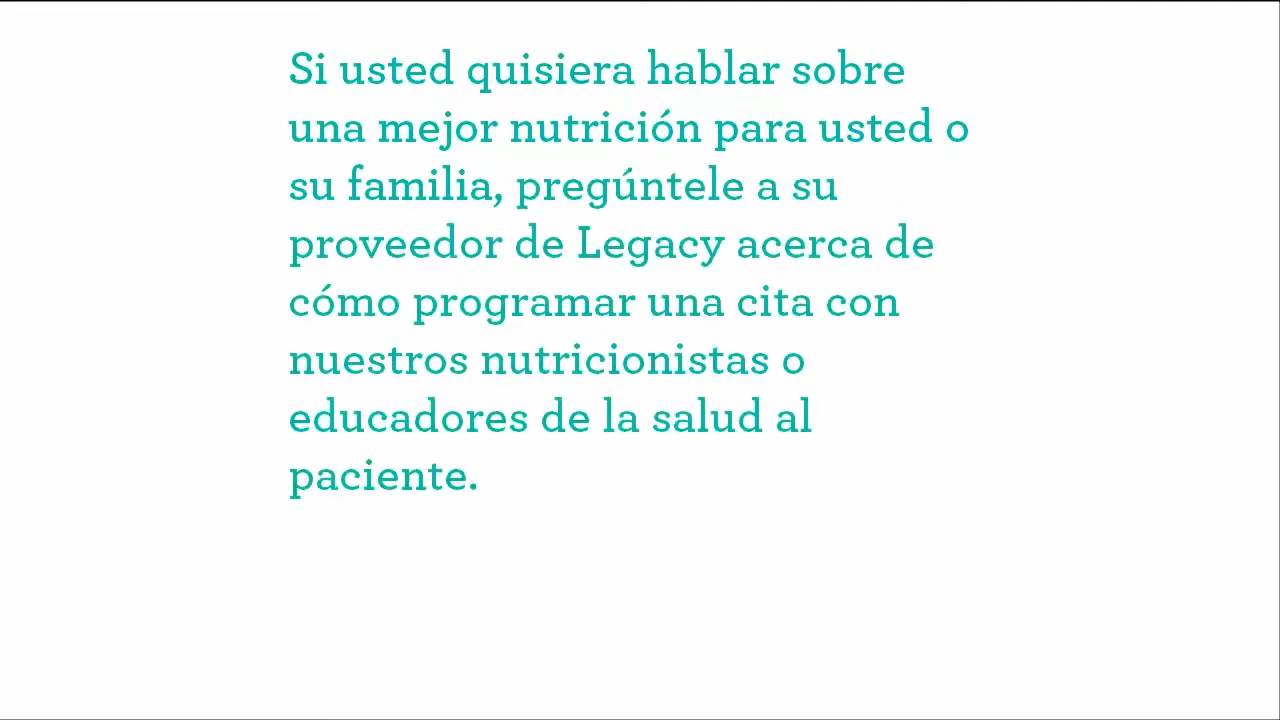 Si usted quisiera hablar sobre
una mejor nutrición para usted o
su familia, pregúntele a su
proveedor de Legacy acerca de
cómo programar una cita con
nuestros nutricionistas o
educadores de la salud al
paciente.